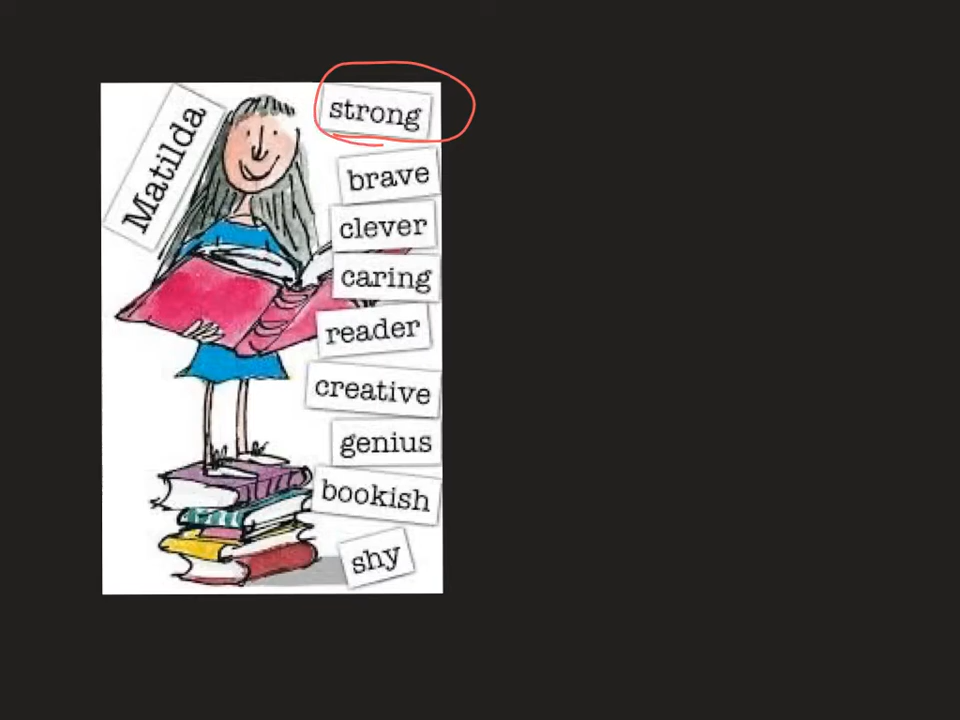 Matilda
strong
brave
clever
caring
reader
creative
genius
bookish
shy